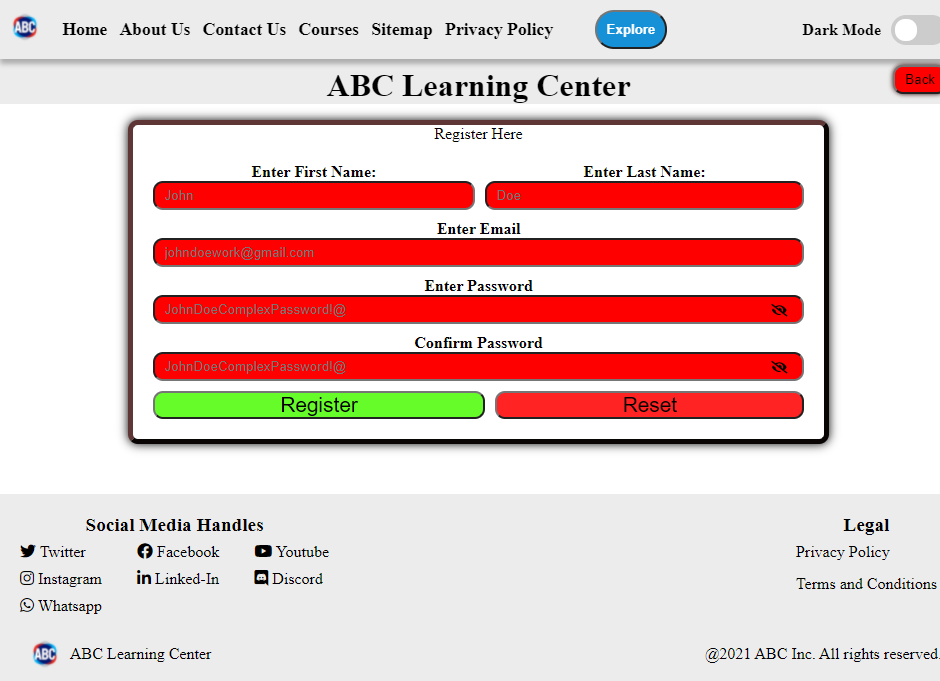 ABC Home About Us Contact Us Courses Sitemap Privacy Policy Explore Dark Mode
ABC Learning Center Back
Register Here
Enter First Name: Enter Last Name:
John Doe
Enter Email
johndoework@gmail.com
Enter Password
JohnDoeComplexPassword!@
Confirm Password
JohnDoeComplexPassword!@
Register Reset
Social Media Handles Legal
Twitter Facebook Youtube Privacy Policy
Instagram Linked-In Discord Terms and Conditions
Whatsapp
ABC ABC Learning Center @2021 ABC Inc. All rights reserved.